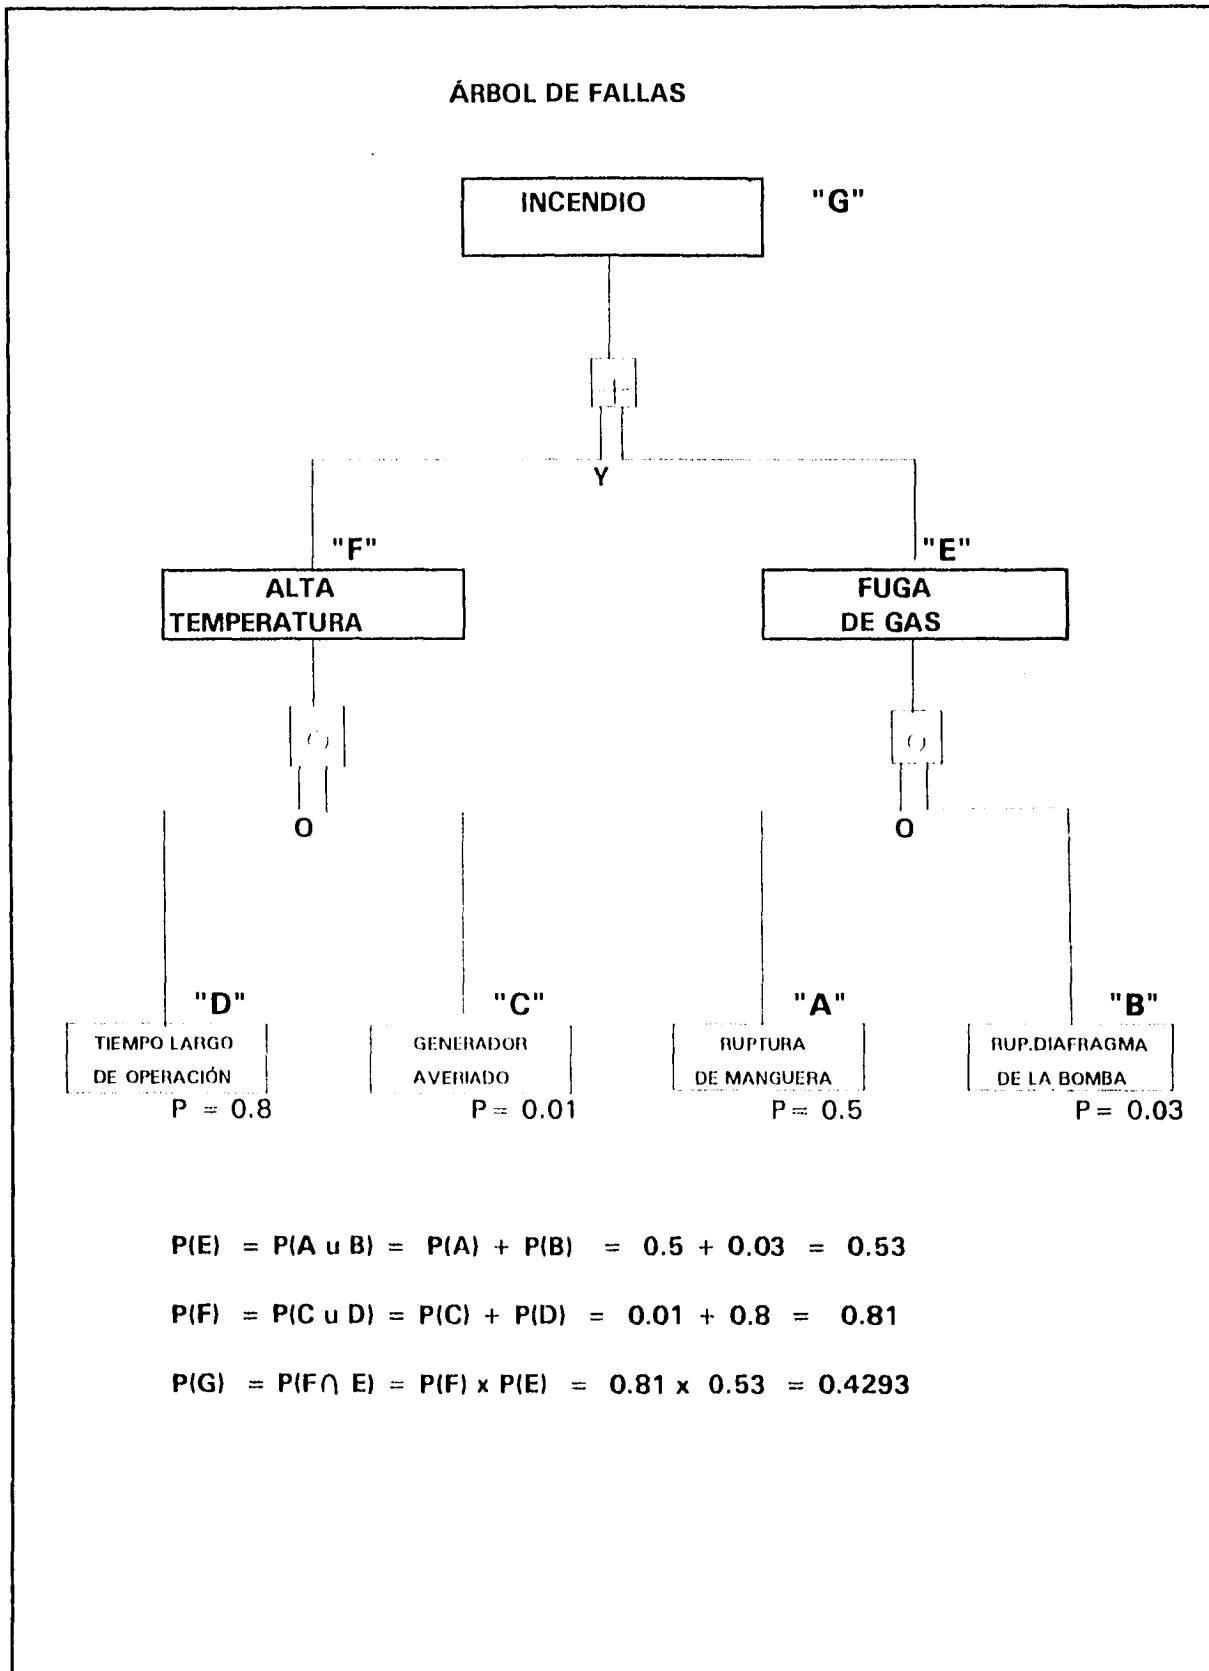 ÁRBOL DE FALLAS
INCENDIO "G"
Y
"F" "E"
ALTA
TEMPERATURA
FUGA
DE GAS
O O
"D" "C" "A" "B"
TIEMPO LARGO
DE OPERACIÓN
P = 0.8
GENERADOR
AVERIADO
P = 0.01
RUPTURA
DE MANGUERA
P = 0.5
RUP.DIAFRAGMA
DE LA BOMBA
P = 0.03
P(E) = P(A u B) = P(A) + P(B) = 0.5 + 0.03 = 0.53
P(F) = P(C u D) = P(C) + P(D) = 0.01 + 0.8 = 0.81
P(G) = P(F∩ E) = P(F) x P(E) = 0.81 x 0.53 = 0.4293